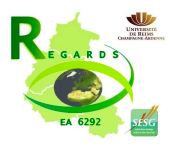 UNIVERSITÉ
DE REIMS
CHAMPAGNE-ARDENNE
REGARDS
EA 6292
SESG